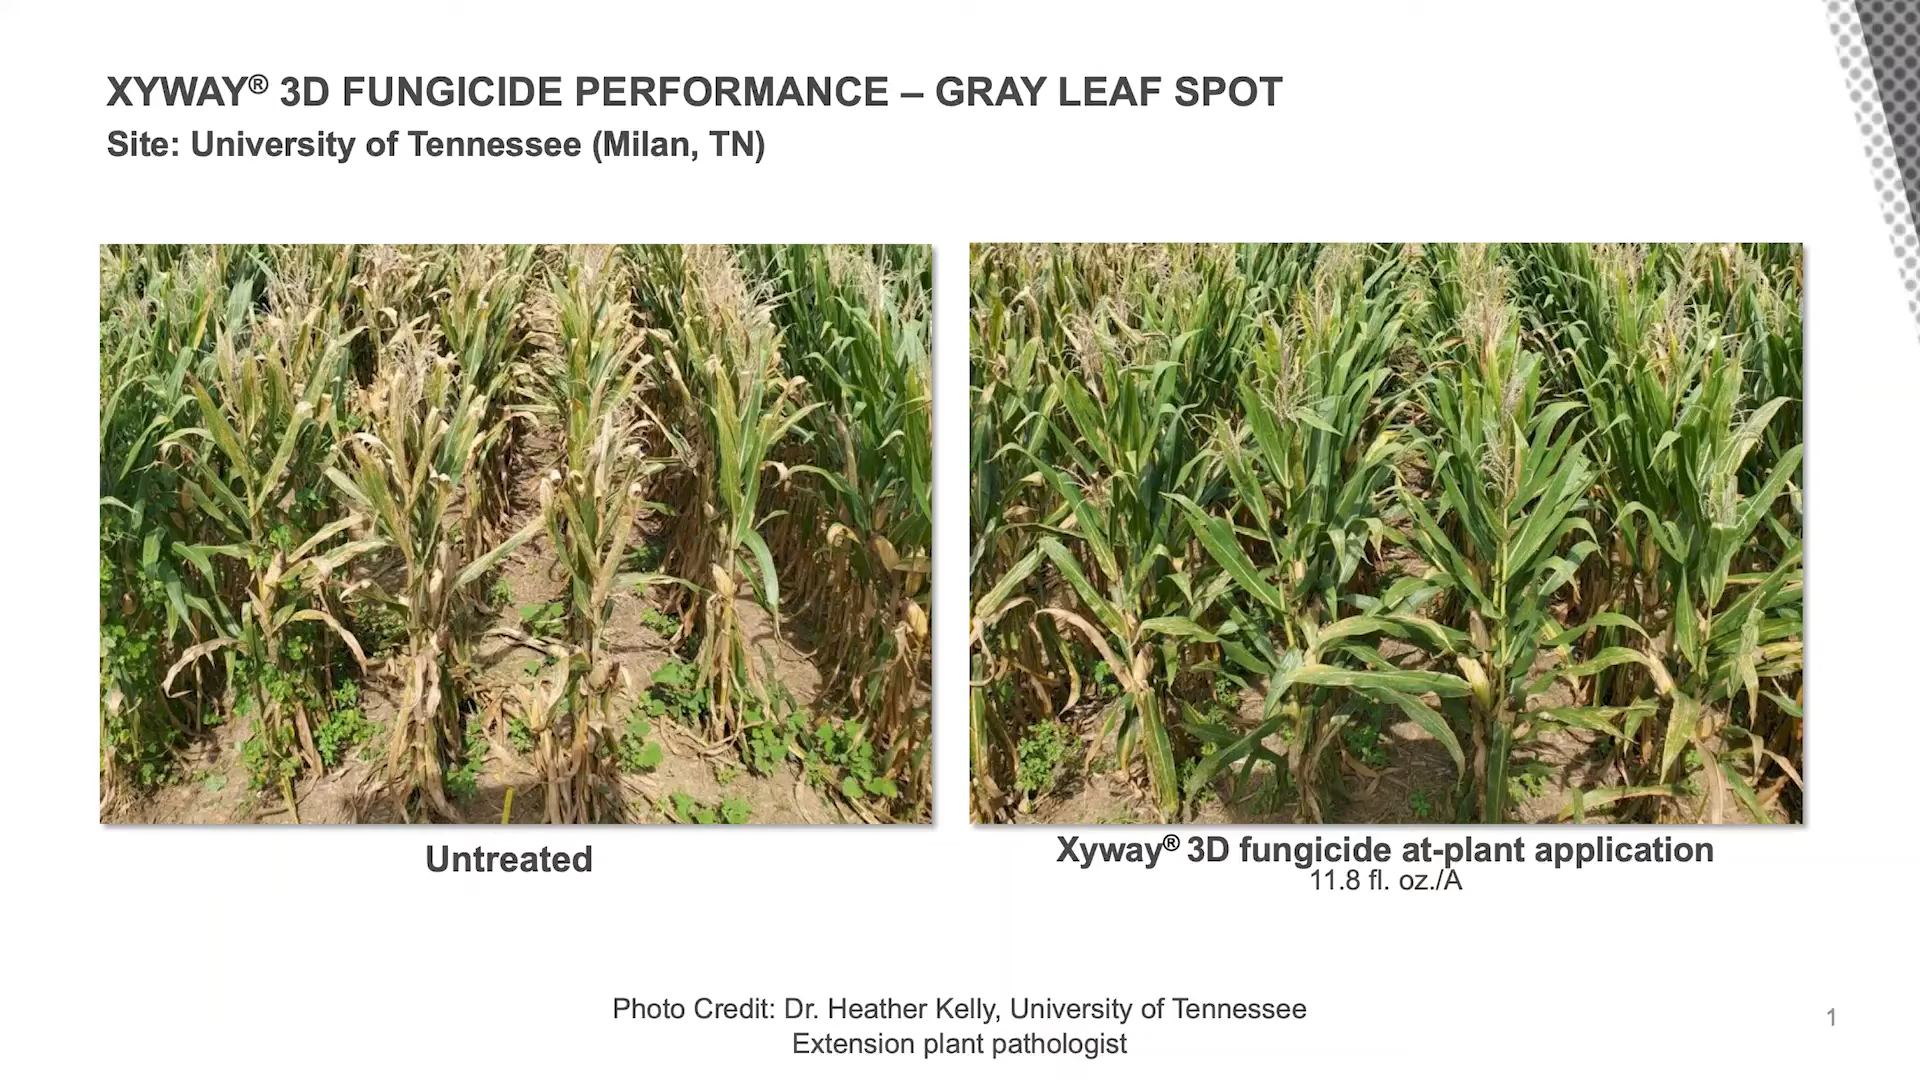 XYWAY® 3D FUNGICIDE PERFORMANCE – GRAY LEAF SPOT
Site: University of Tennessee (Milan, TN)
Untreated
Xyway® 3D fungicide at-plant application
11.8 fl. oz./A
Photo Credit: Dr. Heather Kelly, University of Tennessee
Extension plant pathologist
1